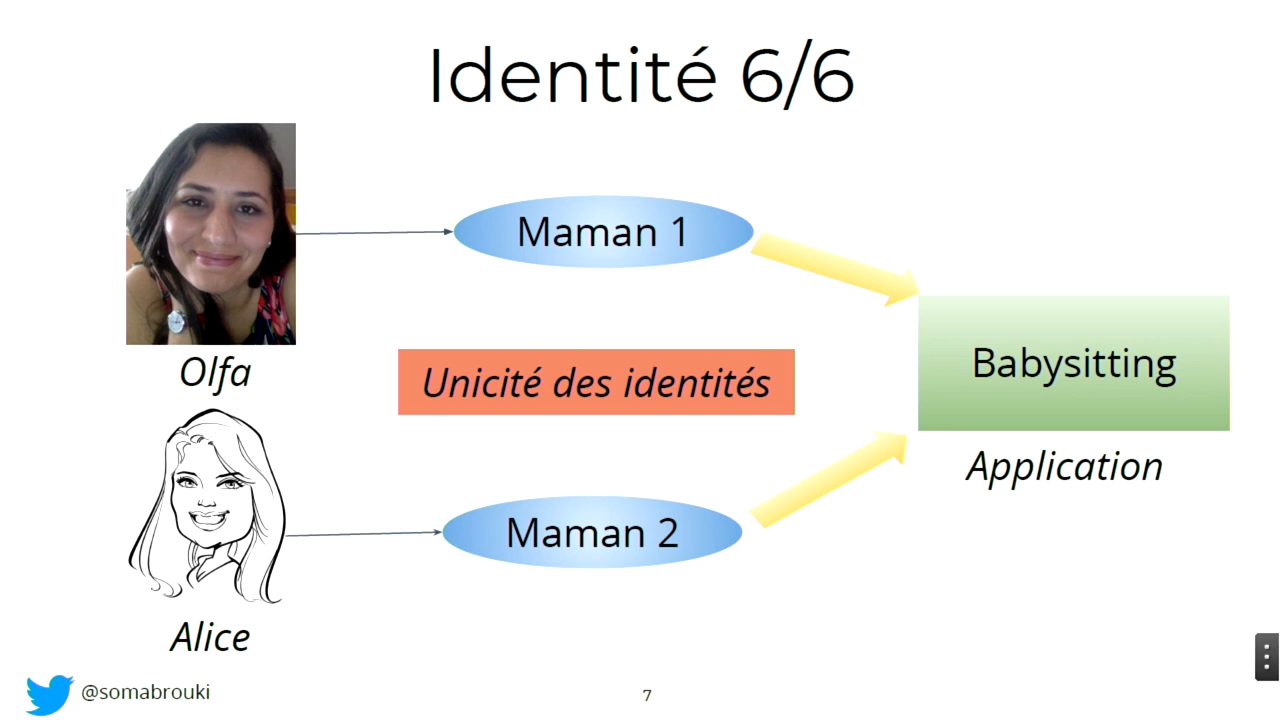 Identité 6/6
Maman 1
Olfa
Unicité des identités
Babysitting
Application
Maman 2
Alice
@somabrouki
7